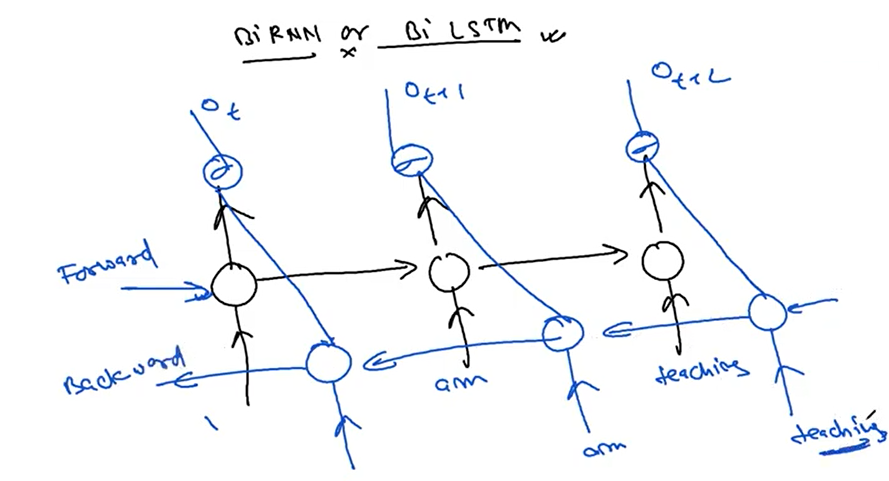 BiRNN or Bi LSTM
Ot
Ot+1
Ot+2
Forward
Backward
I
am
teaching
am
teaching